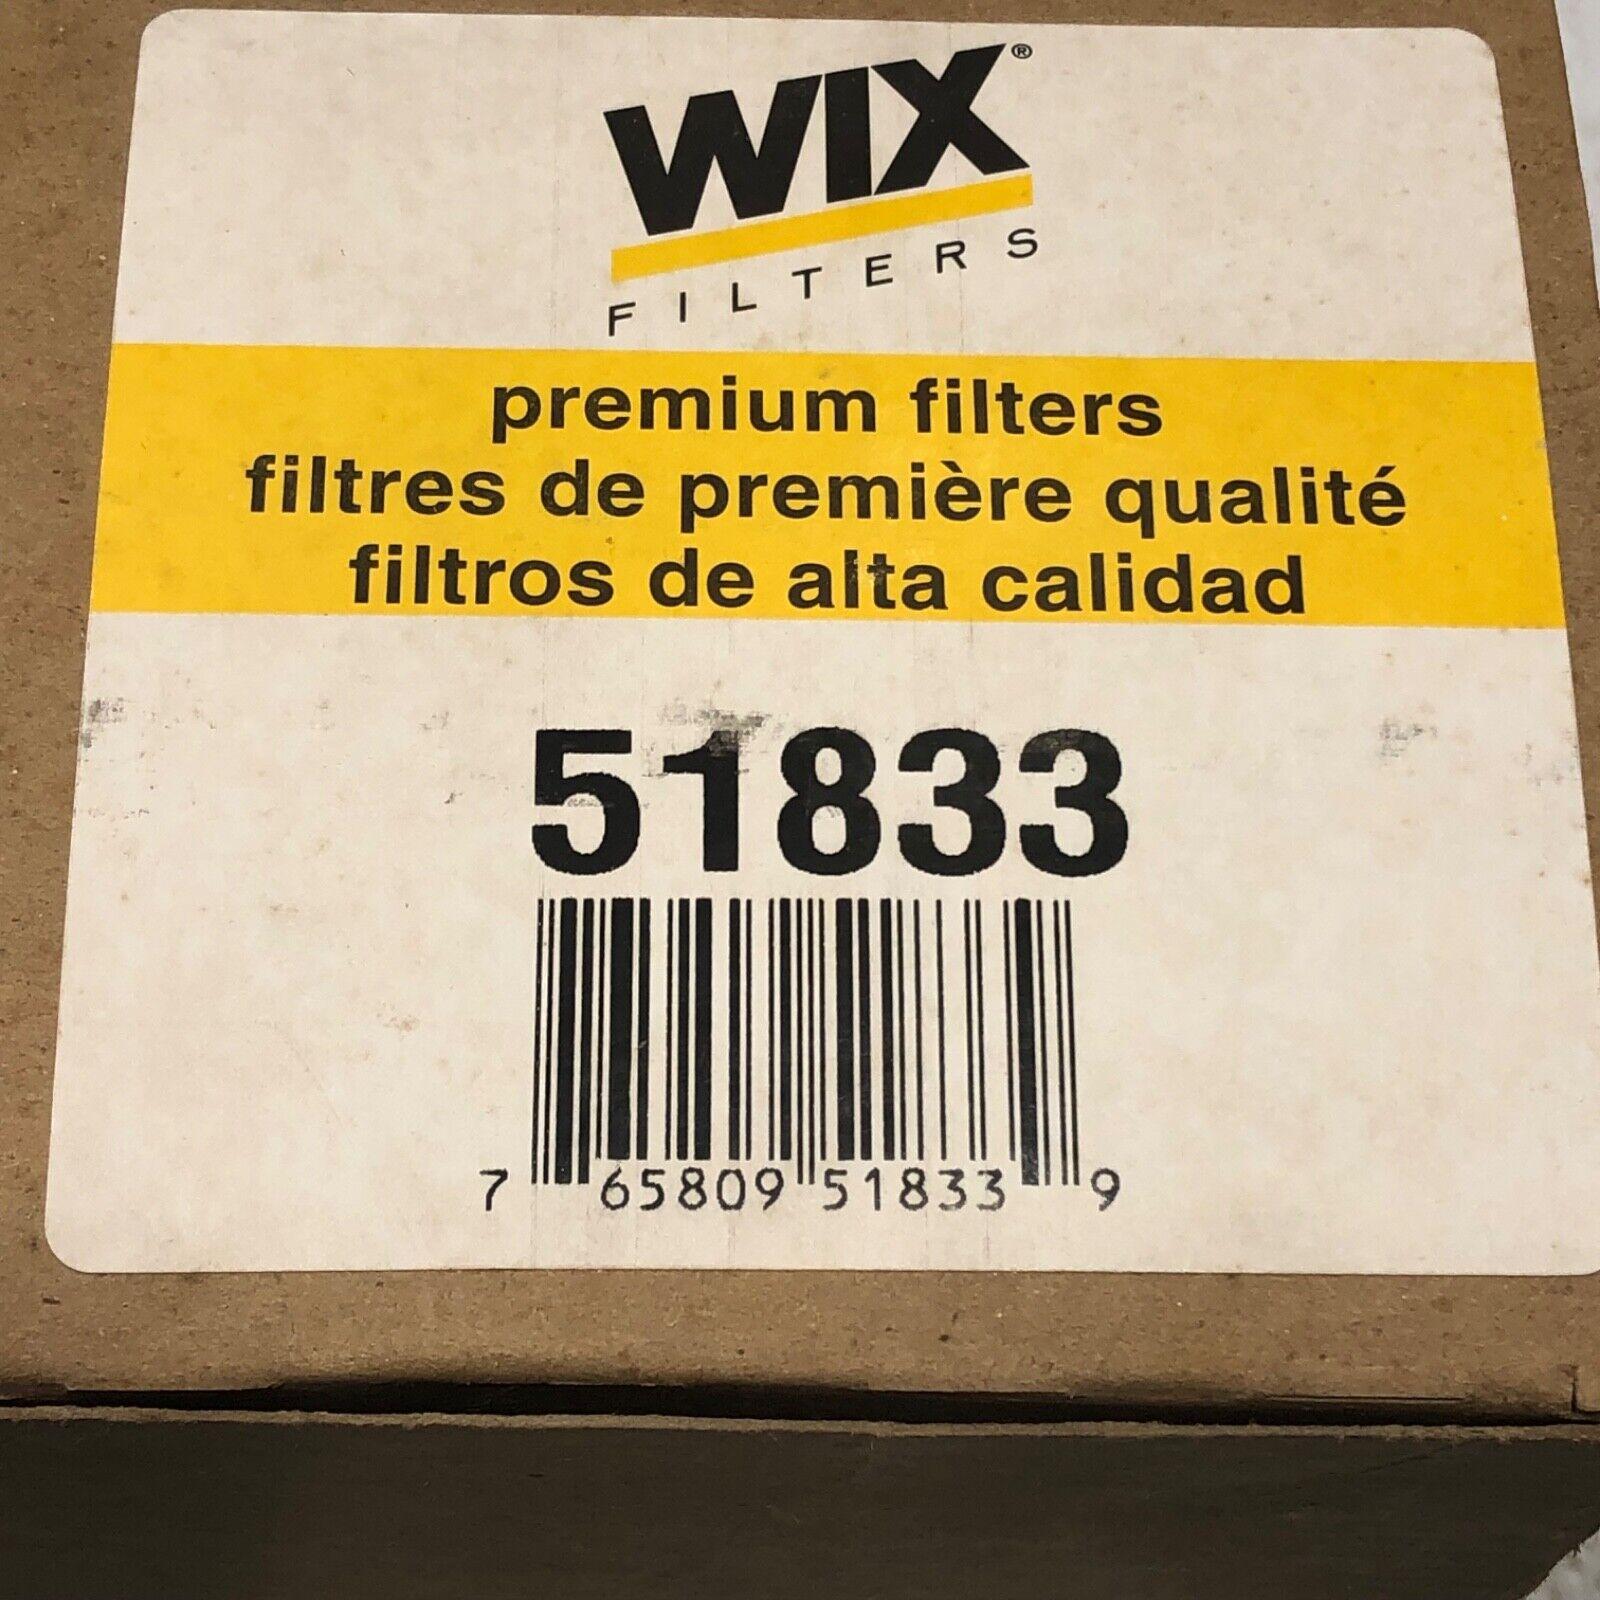 WIX®
FILTERS
premium filters
filtres de première qualité
filtros de alta calidad
51833
7 65809 51833 9